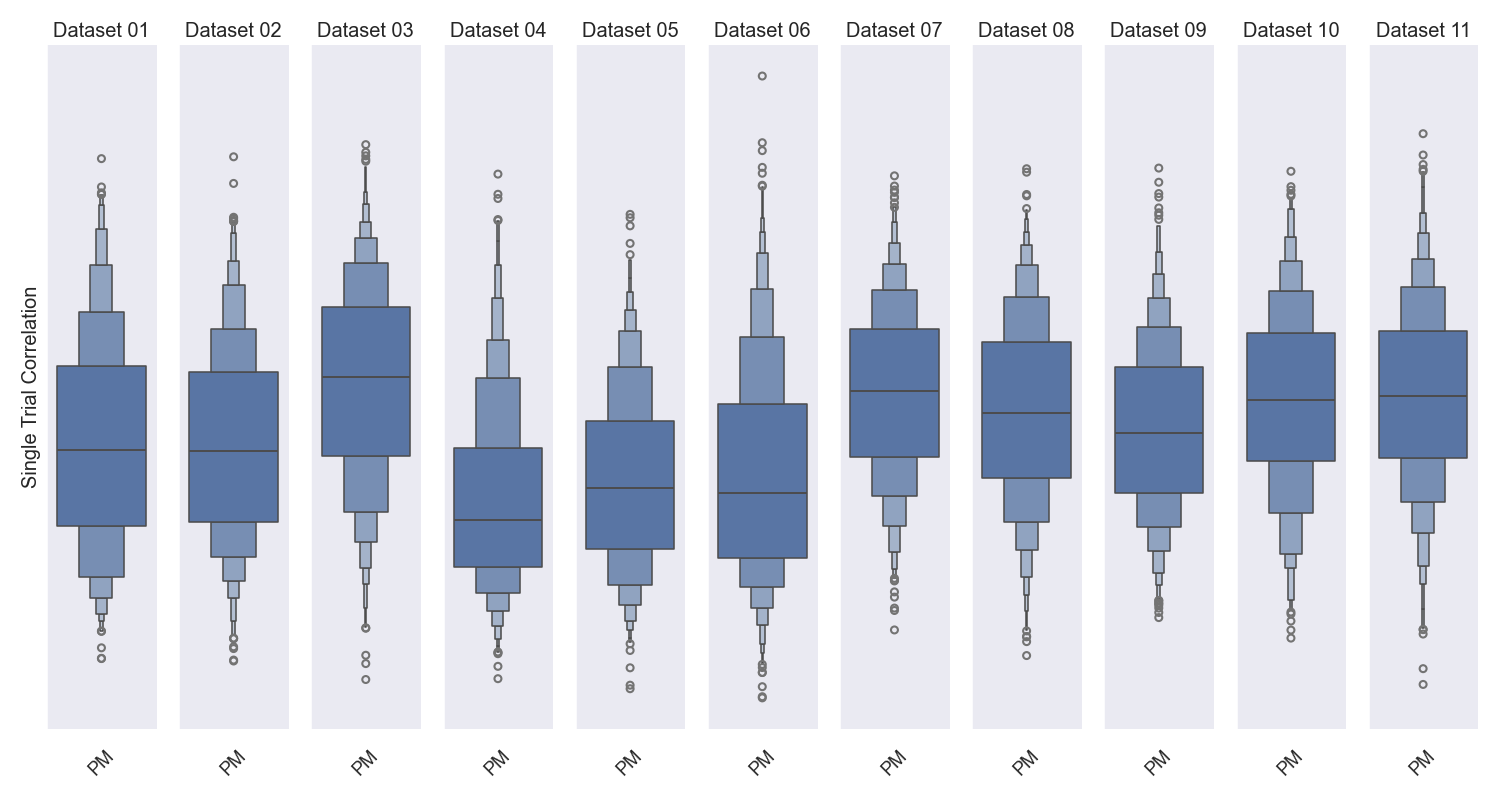 Dataset 01
Dataset 02
Dataset 03
Dataset 04
Dataset 05
Dataset 06
Dataset 07
Dataset 08
Dataset 09
Dataset 10
Dataset 11
Single Trial Correlation
PM
PM
PM
PM
PM
PM
PM
PM
PM
PM
PM